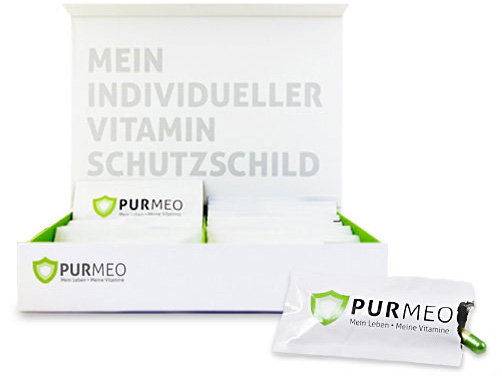 MEIN
INDIVIDUELLER
VITAMIN
SCHUTZSCHILD
PURMEO
Mein Leben • Meine Vitamine
PURMEO
Mein Leben • Meine Vitamine
PURMEO
Mein Leben • Meine Vitamine